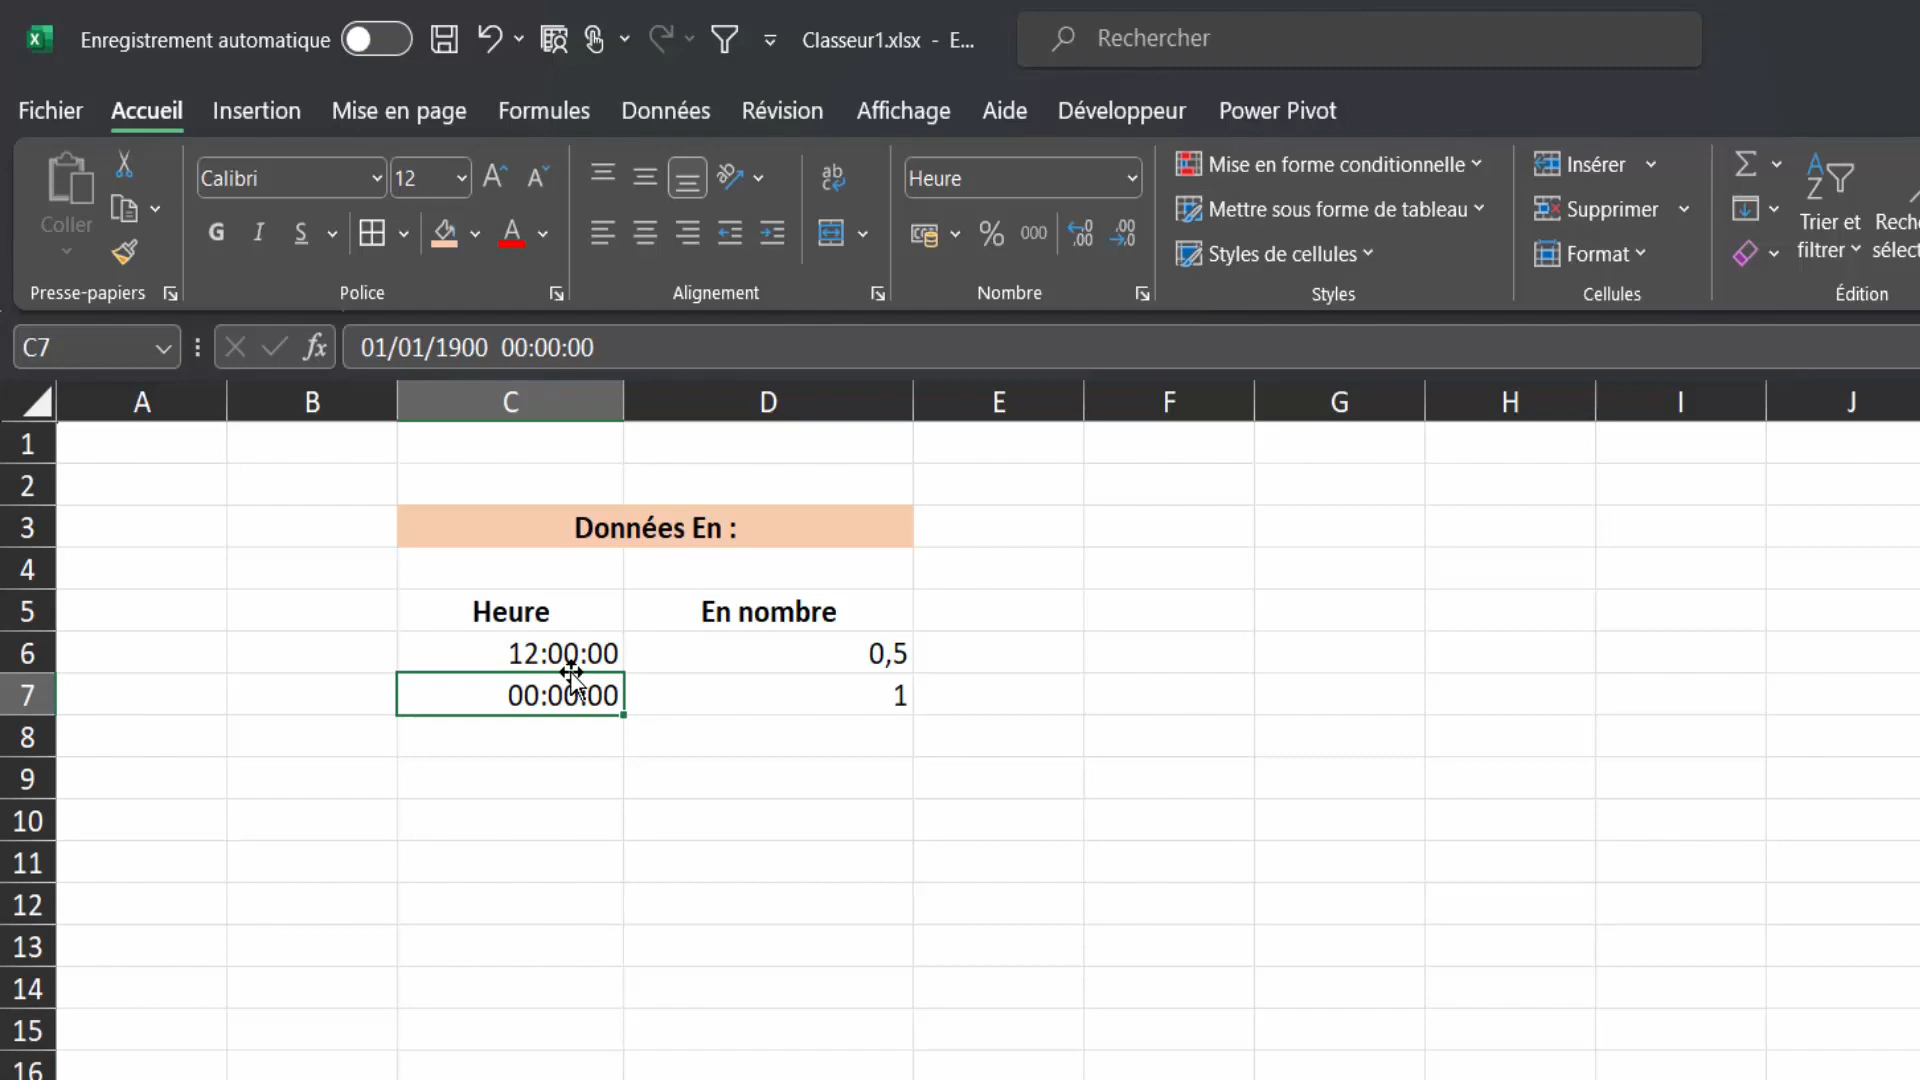 Enregistrement automatique
Classeur1.xlsx - E...
Rechercher
Fichier Accueil Insertion Mise en page Formules Données Révision Affichage Aide Développeur Power Pivot
Coller
Presse-papiers
Calibri 12
G I S A
Police
ab
Alignement
Heure
% 000
Nombre
Mise en forme conditionnelle
Mettre sous forme de tableau
Styles de cellules
Styles
Insérer
Supprimer
Format
Cellules
Trier et
filtrer
Édition
C7 fx 01/01/1900 00:00:00
A B C D E F G H I J
1
2
3 Données En :
4
5 Heure En nombre
6 12:00:00 0,5
7 00:00:00 1
8
9
10
11
12
13
14
15
16